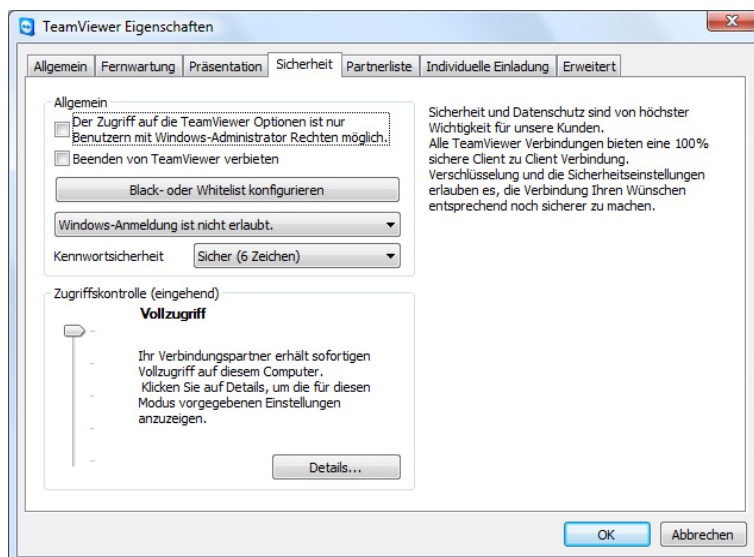 TeamViewer Eigenschaften
Allgemein Fernwartung Präsentation Sicherheit Partnerliste Individuelle Einladung Erweitert
Allgemein
Der Zugriff auf die TeamViewer Optionen ist nur
Benutzern mit Windows-Administrator Rechten möglich.
Beenden von TeamViewer verbieten
Black- oder Whitelist konfigurieren
Windows-Anmeldung ist nicht erlaubt.
Kennwortsicherheit Sicher (6 Zeichen)
Zugriffskontrolle (eingehend)
Vollzugriff
Ihr Verbindungspartner erhält sofortigen
Vollzugriff auf diesem Computer.
Klicken Sie auf Details, um die für diesen
Modus vorgegebenen Einstellungen
anzuzeigen.
Details...
Sicherheit und Datenschutz sind von höchster
Wichtigkeit für unsere Kunden.
Alle TeamViewer Verbindungen bieten eine 100%
sichere Client zu Client Verbindung.
Verschlüsselung und die Sicherheitseinstellungen
erlauben es, die Verbindung Ihren Wünschen
entsprechend noch sicherer zu machen.
OK Abbrechen